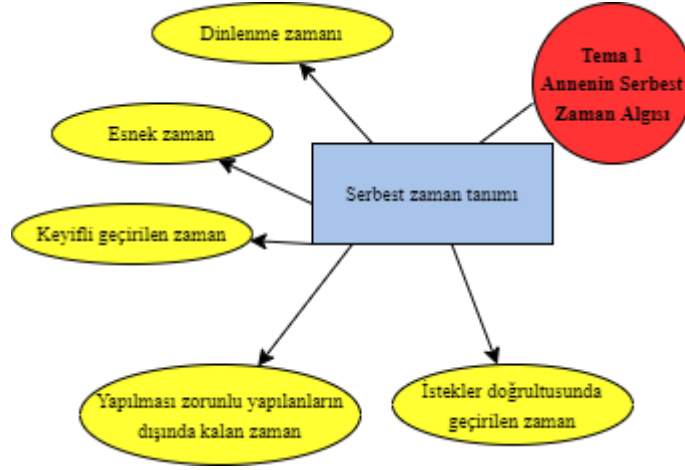 Dinlenme zamanı
Tema 1
Annenin Serbest
Zaman Algısı
Esnek zaman
Serbest zaman tanımı
Keyifli geçirilen zaman
Yapılması zorunlu yapılanların
dışında kalan zaman
İstekler doğrultusunda
geçirilen zaman